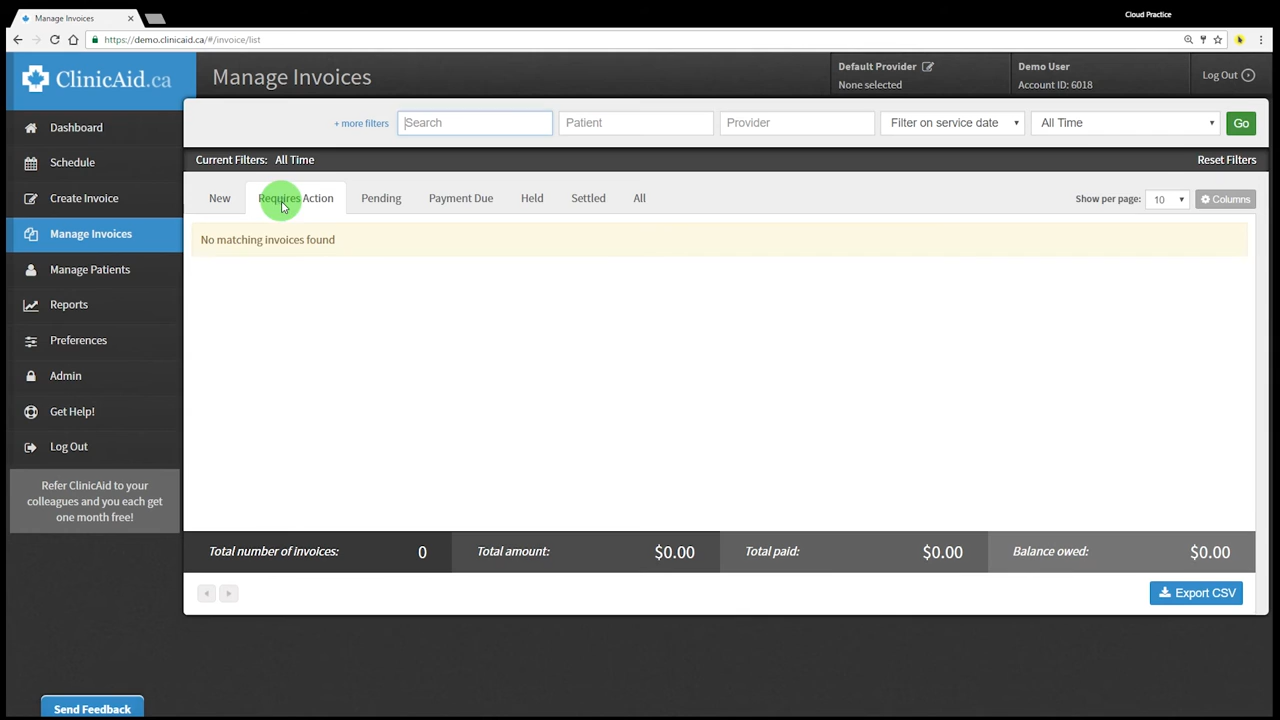 Manage Invoices
Cloud Practice
https://demo.clinicaid.ca/#/invoice/list
ClinicAid.ca
Manage Invoices
Default Provider
None selected
Demo User
Account ID: 6018
Log Out
Dashboard
Schedule
Create Invoice
Manage Invoices
Manage Patients
Reports
Preferences
Admin
Get Help!
Log Out
Refer ClinicAid to your
colleagues and you each get
one month free!
Send Feedback
+ more filters
Search
Patient
Provider
Filter on service date
All Time
Go
Current Filters: All Time
Reset Filters
New
Requires Action
Pending
Payment Due
Held
Settled
All
Show per page:
10
Columns
No matching invoices found
Total number of invoices: 0
Total amount: $0.00
Total paid: $0.00
Balance owed: $0.00
Export CSV